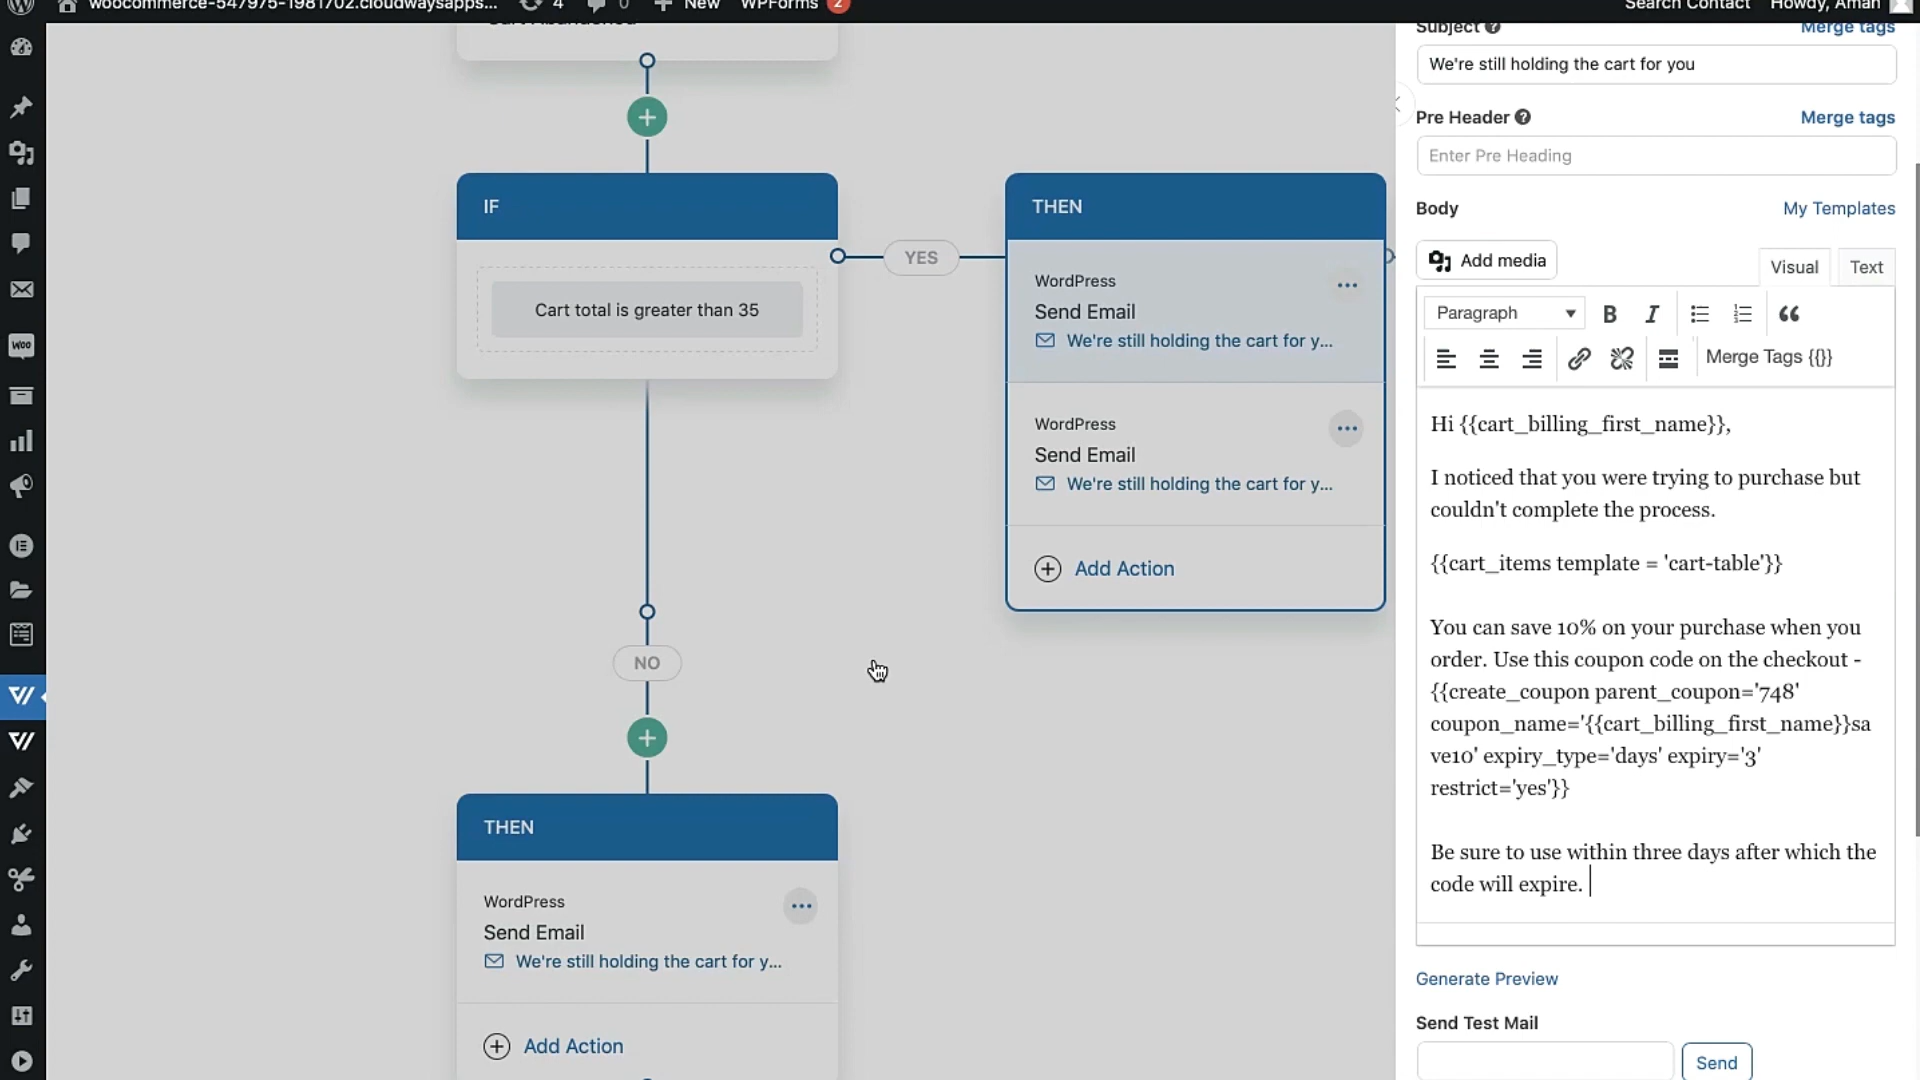 woocommerce-547975-1981702.cloudwaysapps...
4
0
New
WPForms
2
Search Contact
Howdy, Aman
Cart Abandoned
IF
Cart total is greater than 35
YES
THEN
WordPress
Send Email
We're still holding the cart for y...
WordPress
Send Email
We're still holding the cart for y...
Add Action
NO
THEN
WordPress
Send Email
We're still holding the cart for y...
Add Action
Subject
Merge tags
We're still holding the cart for you
Pre Header
Merge tags
Enter Pre Heading
Body
My Templates
Add media
Visual
Text
Paragraph
B
I
Merge Tags {{}}
Hi {{cart_billing_first_name}},
I noticed that you were trying to purchase but
couldn't complete the process.
{{cart_items template = 'cart-table'}}
You can save 10% on your purchase when you
order. Use this coupon code on the checkout -
{{create_coupon parent_coupon='748'
coupon_name='{{cart_billing_first_name}}sa
ve10' expiry_type='days' expiry='3'
restrict='yes'}}
Be sure to use within three days after which the
code will expire.
Generate Preview
Send Test Mail
Send